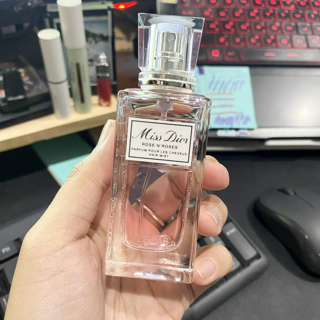 Miss Dior
ROSE N'ROSES
PARFUM POUR LES CHEVEUX
HAIR MIST